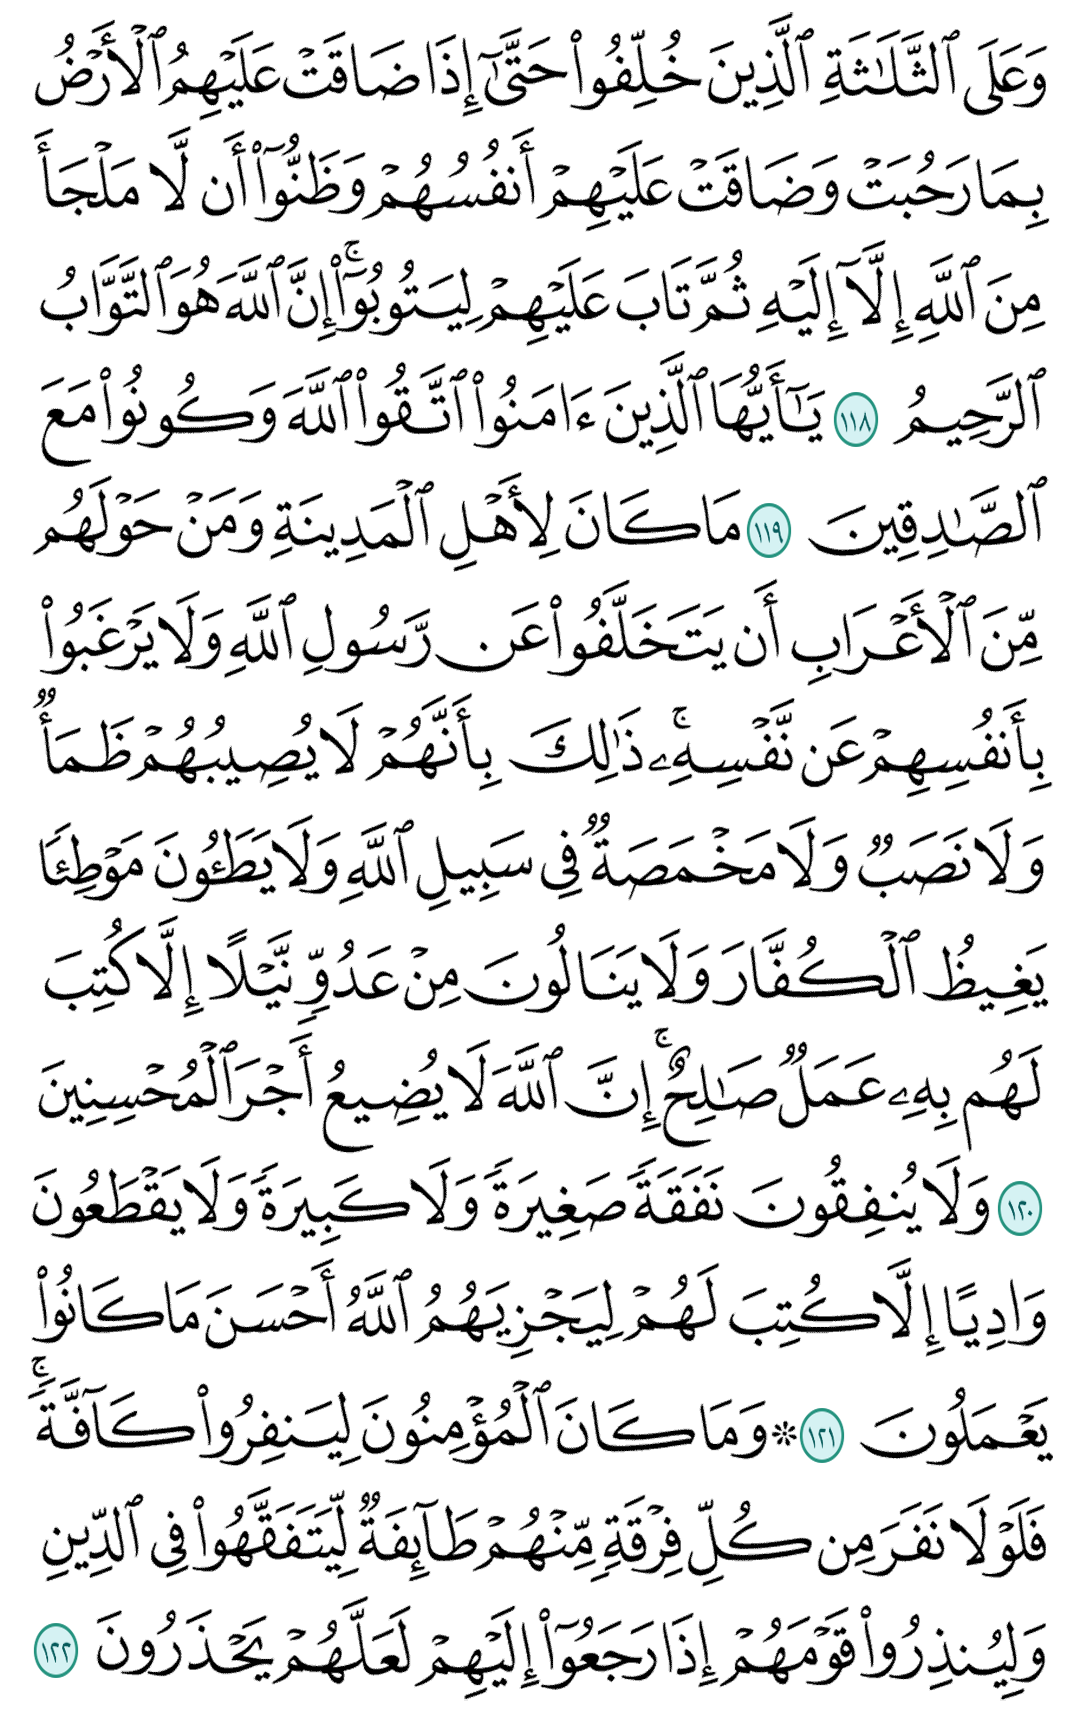 وَعَلَى ٱلثَّلَٰثَةِ ٱلَّذِينَ خُلِّفُوا۟ حَتَّىٰٓ إِذَا ضَاقَتْ عَلَيْهِمُ ٱلْأَرْضُ
بِمَا رَحُبَتْ وَضَاقَتْ عَلَيْهِمْ أَنفُسُهُمْ وَظَنُّوٓا۟ أَن لَّا مَلْجَأَ
مِنَ ٱللَّهِ إِلَّآ إِلَيْهِ ثُمَّ تَابَ عَلَيْهِمْ لِيَتُوبُوٓا۟ ۚ إِنَّ ٱللَّهَ هُوَ ٱلتَّوَّابُ
ٱلرَّحِيمُ ١١٨ يَٰٓأَيُّهَا ٱلَّذِينَ ءَامَنُوا۟ ٱتَّقُوا۟ ٱللَّهَ وَكُونُوا۟ مَعَ
ٱلصَّٰدِقِينَ ١١٩ مَا كَانَ لِأَهْلِ ٱلْمَدِينَةِ وَمَنْ حَوْلَهُم
مِّنَ ٱلْأَعْرَابِ أَن يَتَخَلَّفُوا۟ عَن رَّسُولِ ٱللَّهِ وَلَا يَرْغَبُوا۟
بِأَنفُسِهِمْ عَن نَّفْسِهِۦ ۚ ذَٰلِكَ بِأَنَّهُمْ لَا يُصِيبُهُمْ ظَمَأٌ
وَلَا نَصَبٌ وَلَا مَخْمَصَةٌ فِى سَبِيلِ ٱللَّهِ وَلَا يَطَـُٔونَ مَوْطِئًا
يَغِيظُ ٱلْكُفَّارَ وَلَا يَنَالُونَ مِنْ عَدُوٍّ نَّيْلًا إِلَّا كُتِبَ
لَهُم بِهِۦ عَمَلٌ صَٰلِحٌ ۚ إِنَّ ٱللَّهَ لَا يُضِيعُ أَجْرَ ٱلْمُحْسِنِينَ
١٢٠ وَلَا يُنفِقُونَ نَفَقَةً صَغِيرَةً وَلَا كَبِيرَةً وَلَا يَقْطَعُونَ
وَادِيًا إِلَّا كُتِبَ لَهُمْ لِيَجْزِيَهُمُ ٱللَّهُ أَحْسَنَ مَا كَانُوا۟
يَعْمَلُونَ ١٢١ ۞ وَمَا كَانَ ٱلْمُؤْمِنُونَ لِيَنفِرُوا۟ كَآفَّةً ۚ
فَلَوْلَا نَفَرَ مِن كُلِّ فِرْقَةٍ مِّنْهُمْ طَآئِفَةٌ لِّيَتَفَقَّهُوا۟ فِى ٱلدِّينِ
وَلِيُنذِرُوا۟ قَوْمَهُمْ إِذَا رَجَعُوٓا۟ إِلَيْهِمْ لَعَلَّهُمْ يَحْذَرُونَ ١٢٢